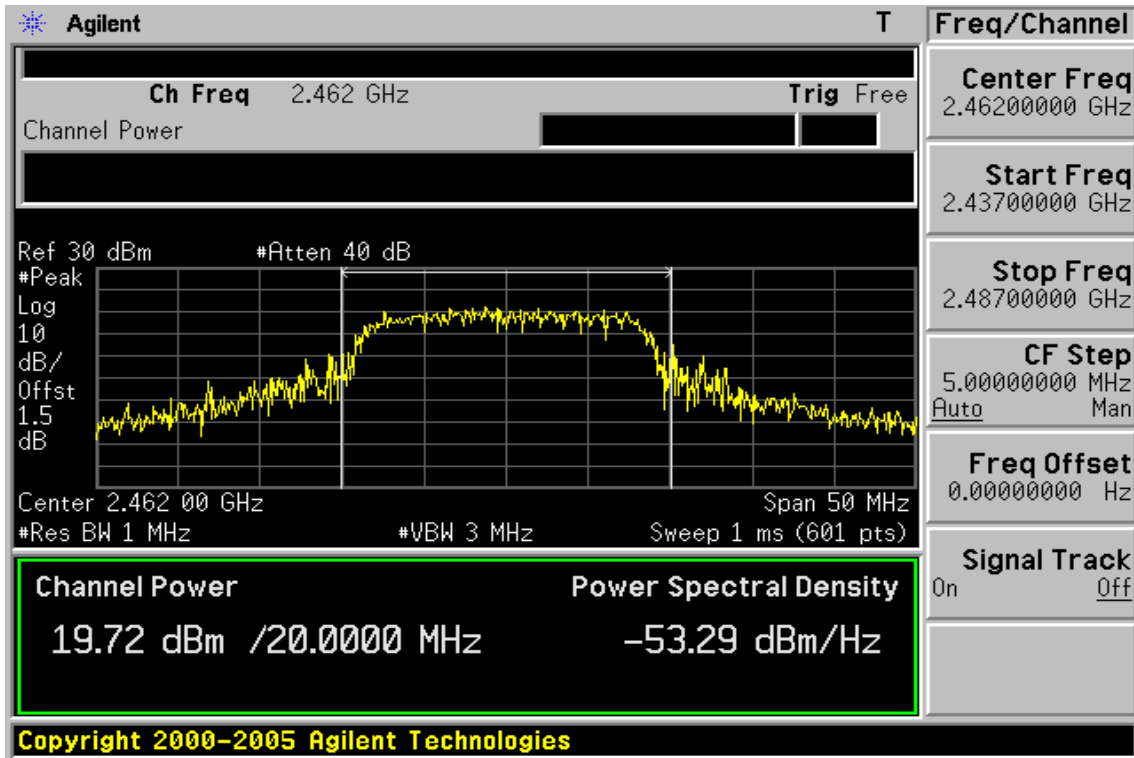 Agilent T
Ch Freq 2.462 GHz Trig Free
Channel Power
Ref 30 dBm #Atten 40 dB
#Peak
Log
10
dB/
Offst
1.5
dB
Center 2.462 00 GHz Span 50 MHz
#Res BW 1 MHz #VBW 3 MHz Sweep 1 ms (601 pts)
Channel Power Power Spectral Density
19.72 dBm /20.0000 MHz -53.29 dBm/Hz
Copyright 2000-2005 Agilent Technologies
Freq/Channel
Center Freq
2.46200000 GHz
Start Freq
2.43700000 GHz
Stop Freq
2.48700000 GHz
CF Step
5.00000000 MHz
Auto Man
Freq Offset
0.00000000 Hz
Signal Track
On Off